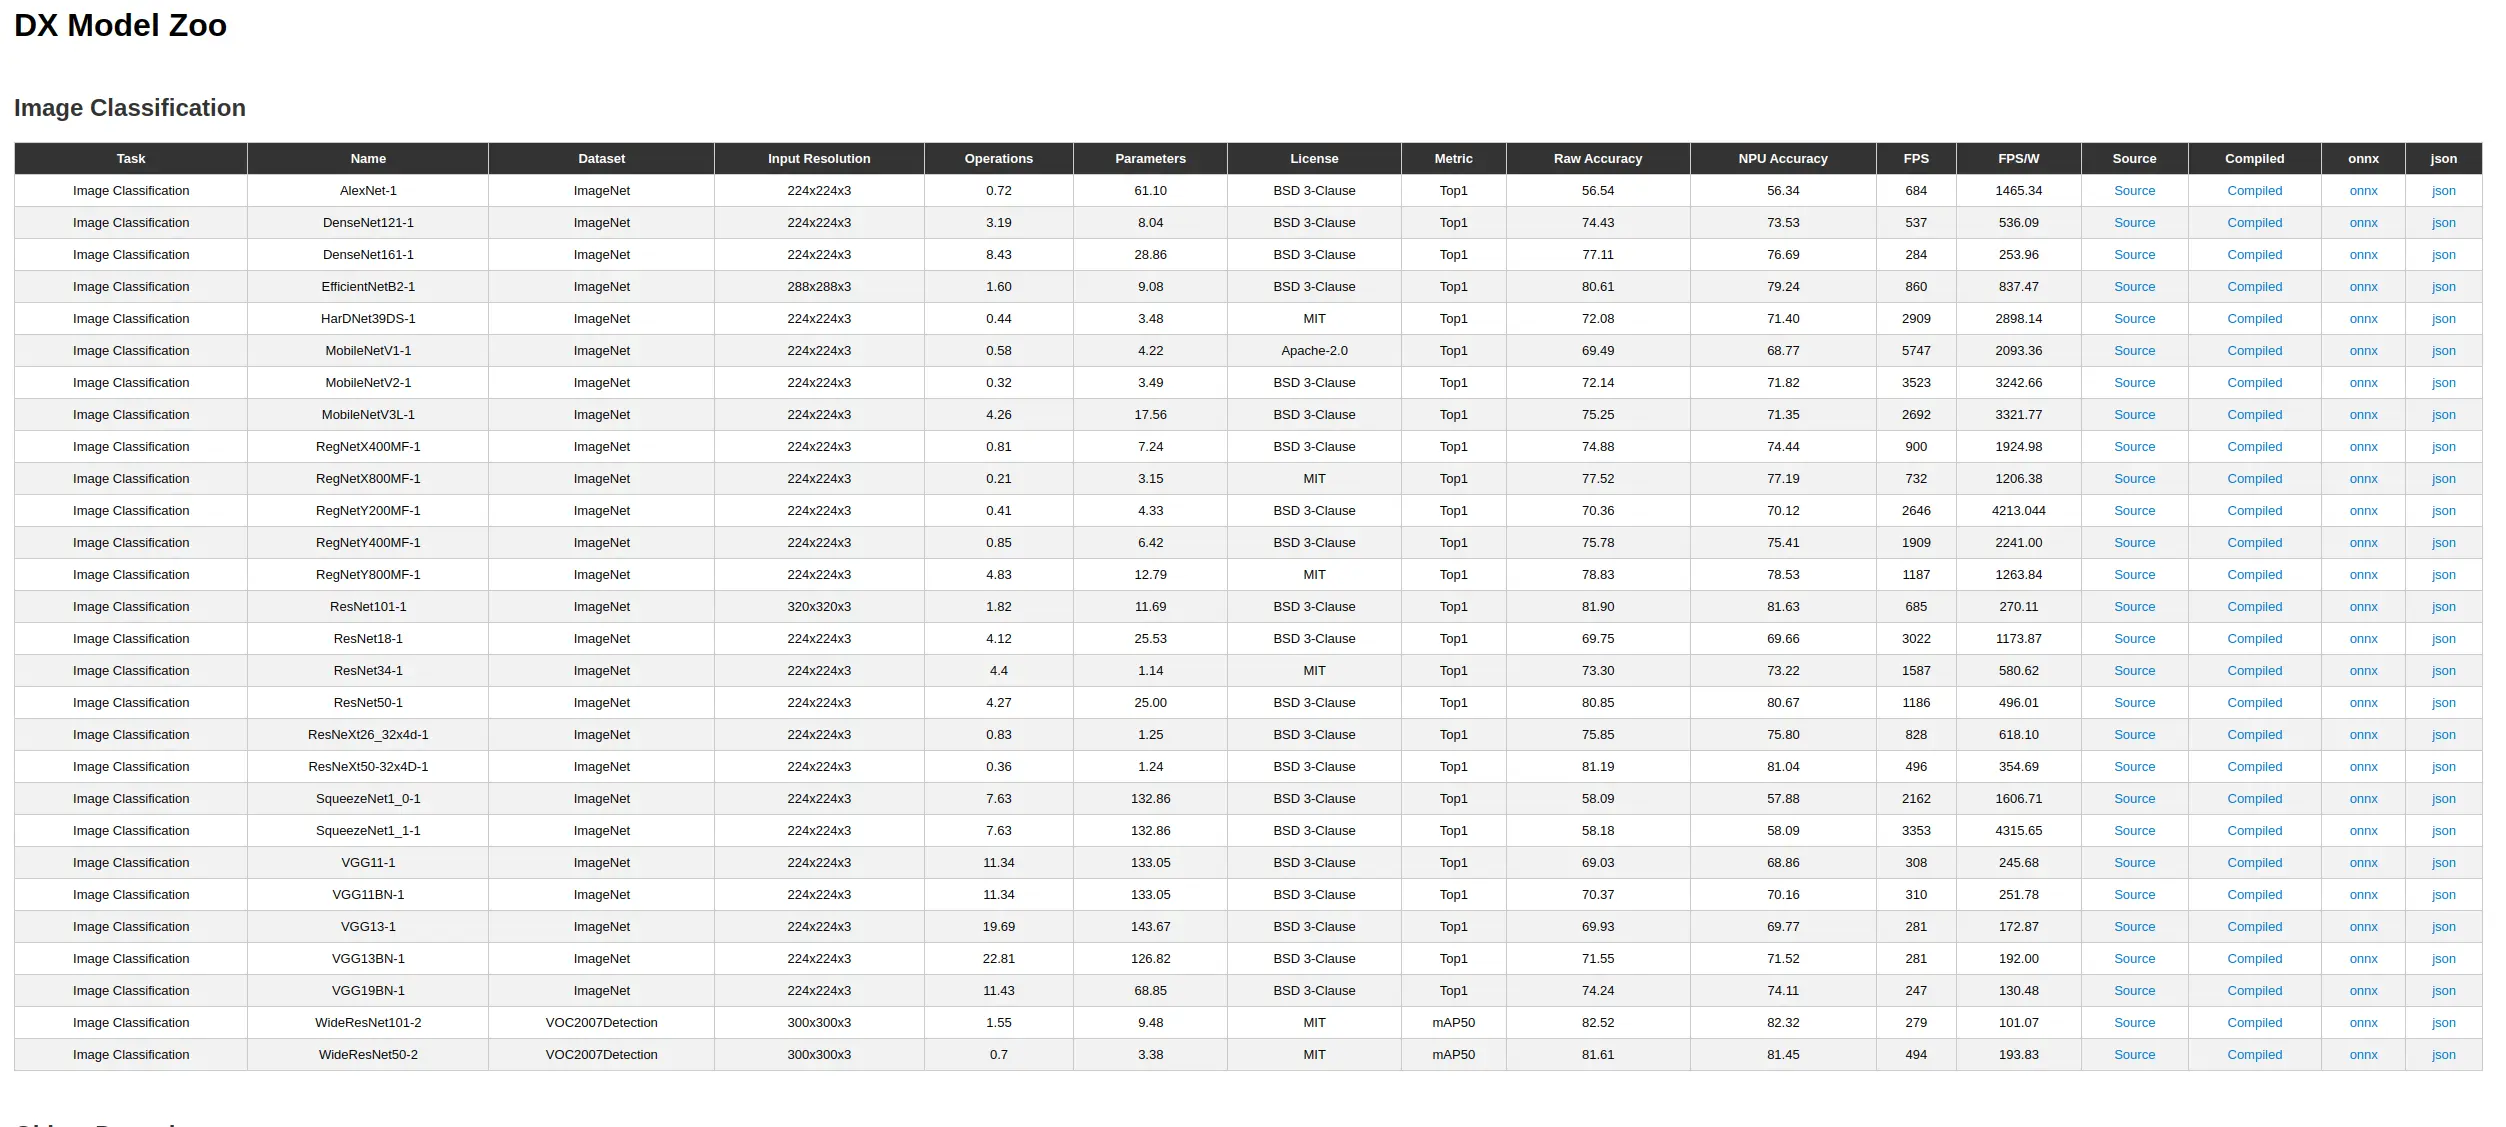 DX Model Zoo
Image Classification
Task Name Dataset Input Resolution Operations Parameters License Metric Raw Accuracy NPU Accuracy FPS FPS/W Source Compiled onnx json
Image Classification AlexNet-1 ImageNet 224x224x3 0.72 61.10 BSD 3-Clause Top1 56.54 56.34 684 1465.34 Source Compiled onnx json
Image Classification DenseNet121-1 ImageNet 224x224x3 3.19 8.04 BSD 3-Clause Top1 74.43 73.53 537 536.09 Source Compiled onnx json
Image Classification DenseNet161-1 ImageNet 224x224x3 8.43 28.86 BSD 3-Clause Top1 77.11 76.69 284 253.96 Source Compiled onnx json
Image Classification EfficientNetB2-1 ImageNet 288x288x3 1.60 9.08 BSD 3-Clause Top1 80.61 79.24 860 837.47 Source Compiled onnx json
Image Classification HarDNet39DS-1 ImageNet 224x224x3 0.44 3.48 MIT Top1 72.08 71.40 2909 2898.14 Source Compiled onnx json
Image Classification MobileNetV1-1 ImageNet 224x224x3 0.58 4.22 Apache-2.0 Top1 69.49 68.77 5747 2093.36 Source Compiled onnx json
Image Classification MobileNetV2-1 ImageNet 224x224x3 0.32 3.49 BSD 3-Clause Top1 72.14 71.82 3523 3242.66 Source Compiled onnx json
Image Classification MobileNetV3L-1 ImageNet 224x224x3 4.26 17.56 BSD 3-Clause Top1 75.25 71.35 2692 3321.77 Source Compiled onnx json
Image Classification RegNetX400MF-1 ImageNet 224x224x3 0.81 7.24 BSD 3-Clause Top1 74.88 74.44 900 1924.98 Source Compiled onnx json
Image Classification RegNetX800MF-1 ImageNet 224x224x3 0.21 3.15 MIT Top1 77.52 77.19 732 1206.38 Source Compiled onnx json
Image Classification RegNetY200MF-1 ImageNet 224x224x3 0.41 4.33 BSD 3-Clause Top1 70.36 70.12 2646 4213.044 Source Compiled onnx json
Image Classification RegNetY400MF-1 ImageNet 224x224x3 0.85 6.42 BSD 3-Clause Top1 75.78 75.41 1909 2241.00 Source Compiled onnx json
Image Classification RegNetY800MF-1 ImageNet 224x224x3 4.83 12.79 MIT Top1 78.83 78.53 1187 1263.84 Source Compiled onnx json
Image Classification ResNet101-1 ImageNet 320x320x3 1.82 11.69 BSD 3-Clause Top1 81.90 81.63 685 270.11 Source Compiled onnx json
Image Classification ResNet18-1 ImageNet 224x224x3 4.12 25.53 BSD 3-Clause Top1 69.75 69.66 3022 1173.87 Source Compiled onnx json
Image Classification ResNet34-1 ImageNet 224x224x3 4.4 1.14 MIT Top1 73.30 73.22 1587 580.62 Source Compiled onnx json
Image Classification ResNet50-1 ImageNet 224x224x3 4.27 25.00 BSD 3-Clause Top1 80.85 80.67 1186 496.01 Source Compiled onnx json
Image Classification ResNeXt26_32x4d-1 ImageNet 224x224x3 0.83 1.25 BSD 3-Clause Top1 75.85 75.80 828 618.10 Source Compiled onnx json
Image Classification ResNeXt50-32x4D-1 ImageNet 224x224x3 0.36 1.24 BSD 3-Clause Top1 81.19 81.04 496 354.69 Source Compiled onnx json
Image Classification SqueezeNet1_0-1 ImageNet 224x224x3 7.63 132.86 BSD 3-Clause Top1 58.09 57.88 2162 1606.71 Source Compiled onnx json
Image Classification SqueezeNet1_1-1 ImageNet 224x224x3 7.63 132.86 BSD 3-Clause Top1 58.18 58.09 3353 4315.65 Source Compiled onnx json
Image Classification VGG11-1 ImageNet 224x224x3 11.34 133.05 BSD 3-Clause Top1 69.03 68.86 308 245.68 Source Compiled onnx json
Image Classification VGG11BN-1 ImageNet 224x224x3 11.34 133.05 BSD 3-Clause Top1 70.37 70.16 310 251.78 Source Compiled onnx json
Image Classification VGG13-1 ImageNet 224x224x3 19.69 143.67 BSD 3-Clause Top1 69.93 69.77 281 172.87 Source Compiled onnx json
Image Classification VGG13BN-1 ImageNet 224x224x3 22.81 126.82 BSD 3-Clause Top1 71.55 71.52 281 192.00 Source Compiled onnx json
Image Classification VGG19BN-1 ImageNet 224x224x3 11.43 68.85 BSD 3-Clause Top1 74.24 74.11 247 130.48 Source Compiled onnx json
Image Classification WideResNet101-2 VOC2007Detection 300x300x3 1.55 9.48 MIT mAP50 82.52 82.32 279 101.07 Source Compiled onnx json
Image Classification WideResNet50-2 VOC2007Detection 300x300x3 0.7 3.38 MIT mAP50 81.61 81.45 494 193.83 Source Compiled onnx json